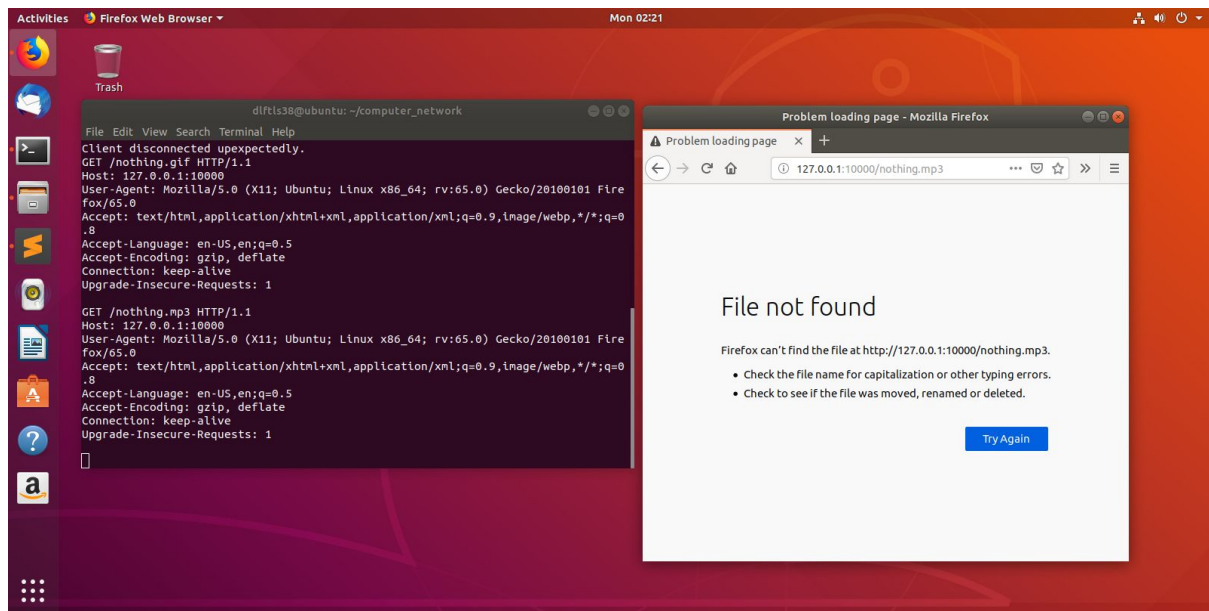 Activities Firefox Web Browser Mon 02:21
Trash
dlftls38@ubuntu: ~/computer_network
File Edit View Search Terminal Help
Client disconnected upexpectedly.
GET /nothing.gif HTTP/1.1
Host: 127.0.0.1:10000
User-Agent: Mozilla/5.0 (X11; Ubuntu; Linux x86_64; rv:65.0) Gecko/20100101 Fire
fox/65.0
Accept: text/html,application/xhtml+xml,application/xml;q=0.9,image/webp,*/*;q=0
.8
Accept-Language: en-US,en;q=0.5
Accept-Encoding: gzip, deflate
Connection: keep-alive
Upgrade-Insecure-Requests: 1
GET /nothing.mp3 HTTP/1.1
Host: 127.0.0.1:10000
User-Agent: Mozilla/5.0 (X11; Ubuntu; Linux x86_64; rv:65.0) Gecko/20100101 Fire
fox/65.0
Accept: text/html,application/xhtml+xml,application/xml;q=0.9,image/webp,*/*;q=0
.8
Accept-Language: en-US,en;q=0.5
Accept-Encoding: gzip, deflate
Connection: keep-alive
Upgrade-Insecure-Requests: 1
Problem loading page - Mozilla Firefox
Problem loading page
127.0.0.1:10000/nothing.mp3
File not found
Firefox can't find the file at http://127.0.0.1:10000/nothing.mp3.
• Check the file name for capitalization or other typing errors.
• Check to see if the file was moved, renamed or deleted.
Try Again